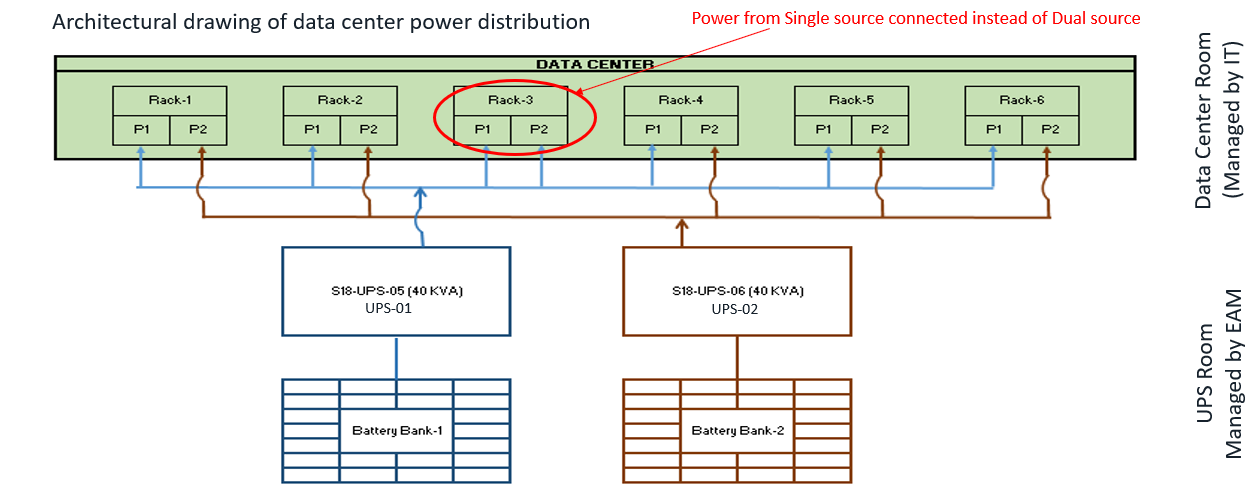 Architectural drawing of data center power distribution
Power from Single source connected instead of Dual source
DATA CENTER
Rack-1
P1 P2
Rack-2
P1 P2
Rack-3
P1 P2
Rack-4
P1 P2
Rack-5
P1 P2
Rack-6
P1 P2
Data Center Room
(Managed by IT)
S18-UPS-05 (40 KVA)
UPS-01
S18-UPS-06 (40 KVA)
UPS-02
UPS Room
Managed by EAM
Battery Bank-1
Battery Bank-2